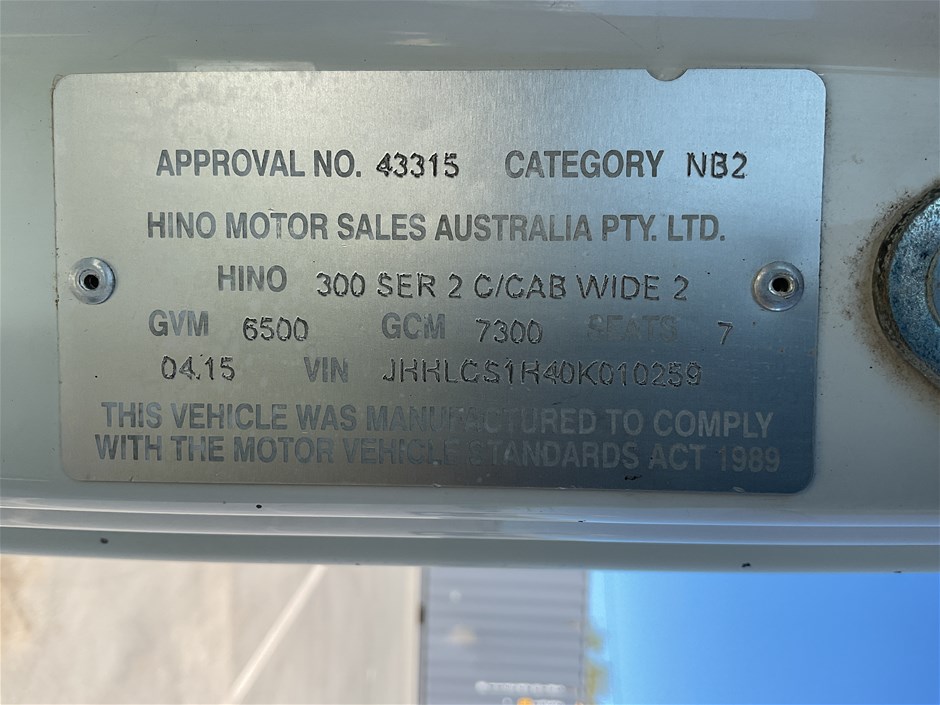 APPROVAL NO. 43315 CATEGORY NB2
HINO MOTOR SALES AUSTRALIA PTY. LTD.
HINO 300 SER 2 C/CAB WIDE 2
GVM 6500 GCM 7300 SEATS 7
04.15 VIN JHHLCS1R40K010259
THIS VEHICLE WAS MANUFACTURED TO COMPLY
WITH THE MOTOR VEHICLE STANDARDS ACT 1989